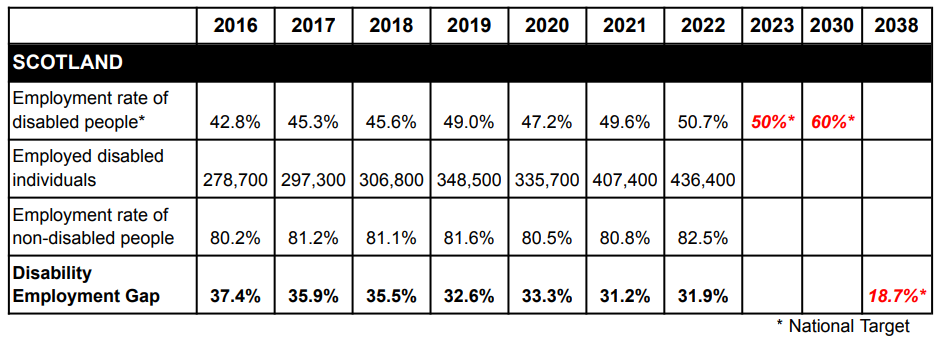 2016 2017 2018 2019 2020 2021 2022 2023 2030 2038
SCOTLAND
Employment rate of
disabled people* 42.8% 45.3% 45.6% 49.0% 47.2% 49.6% 50.7% 50%* 60%*
Employed disabled
individuals 278,700 297,300 306,800 348,500 335,700 407,400 436,400
Employment rate of
non-disabled people 80.2% 81.2% 81.1% 81.6% 80.5% 80.8% 82.5%
Disability
Employment Gap 37.4% 35.9% 35.5% 32.6% 33.3% 31.2% 31.9% 18.7%*
* National Target